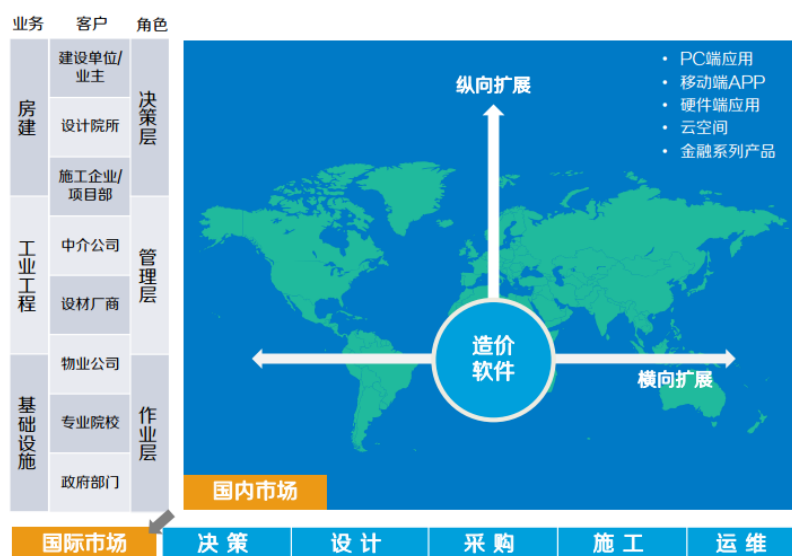 业务
客户
角色
房建
工业工程
基础设施
建设单位/
业主
设计院所
施工企业/
项目部
中介公司
设材厂商
物业公司
专业院校
政府部门
决策层
管理层
作业层
纵向扩展
• PC端应用
• 移动端APP
• 硬件端应用
• 云空间
• 金融系列产品
造价
软件
横向扩展
国内市场
国际市场
决策
设计
采购
施工
运维